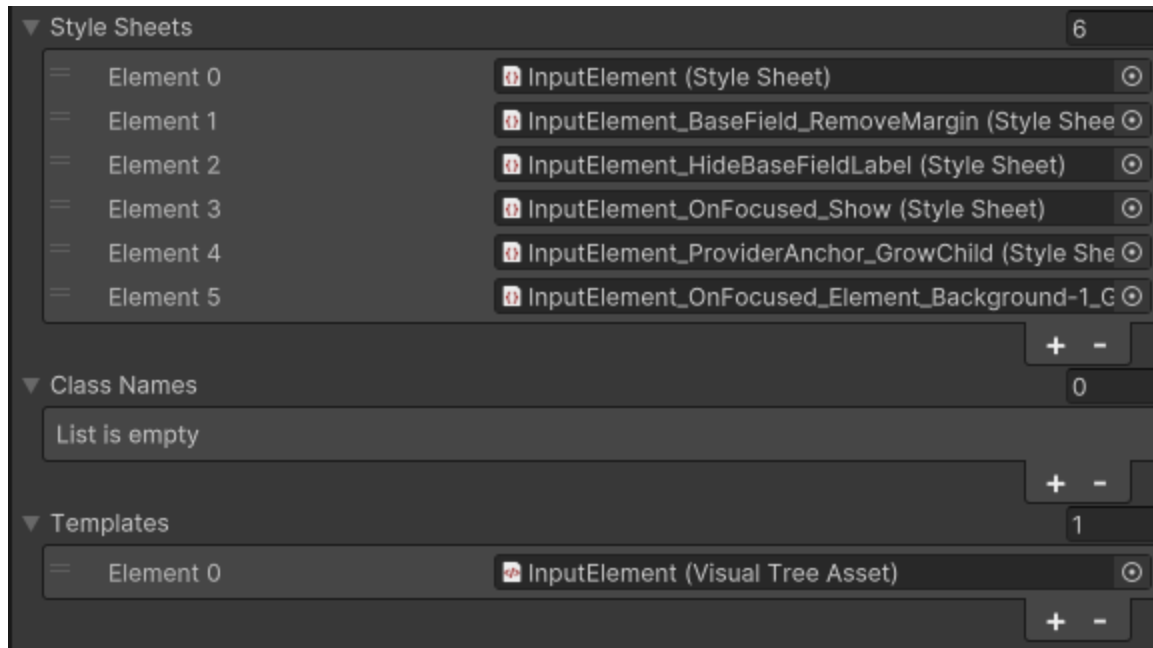 Style Sheets 6
Element 0 InputElement (Style Sheet)
Element 1 InputElement_BaseField_RemoveMargin (Style Shee
Element 2 InputElement_HideBaseFieldLabel (Style Sheet)
Element 3 InputElement_OnFocused_Show (Style Sheet)
Element 4 InputElement_ProviderAnchor_GrowChild (Style She
Element 5 InputElement_OnFocused_Element_Background-1_G
+ -
Class Names 0
List is empty
+ -
Templates 1
Element 0 InputElement (Visual Tree Asset)
+ -